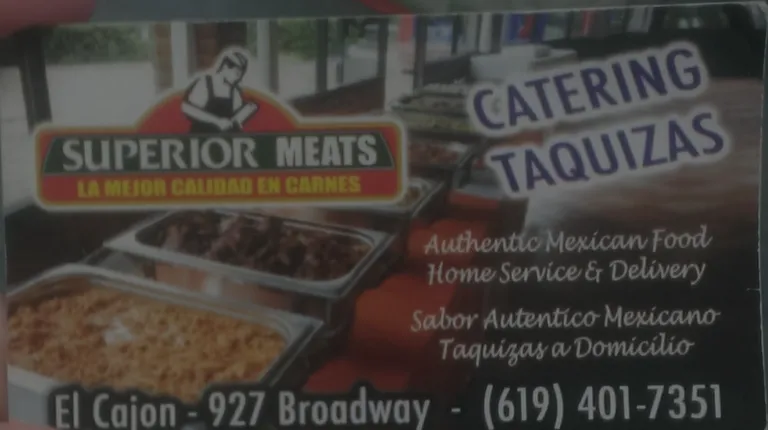 SUPERIOR MEATS
LA MEJOR CALIDAD EN CARNES
CATERING
TAQUIZAS
Authentic Mexican Food
Home Service & Delivery
Sabor Autentico Mexicano
Taquizas a Domicilio
El Cajon - 927 Broadway - (619) 401-7351